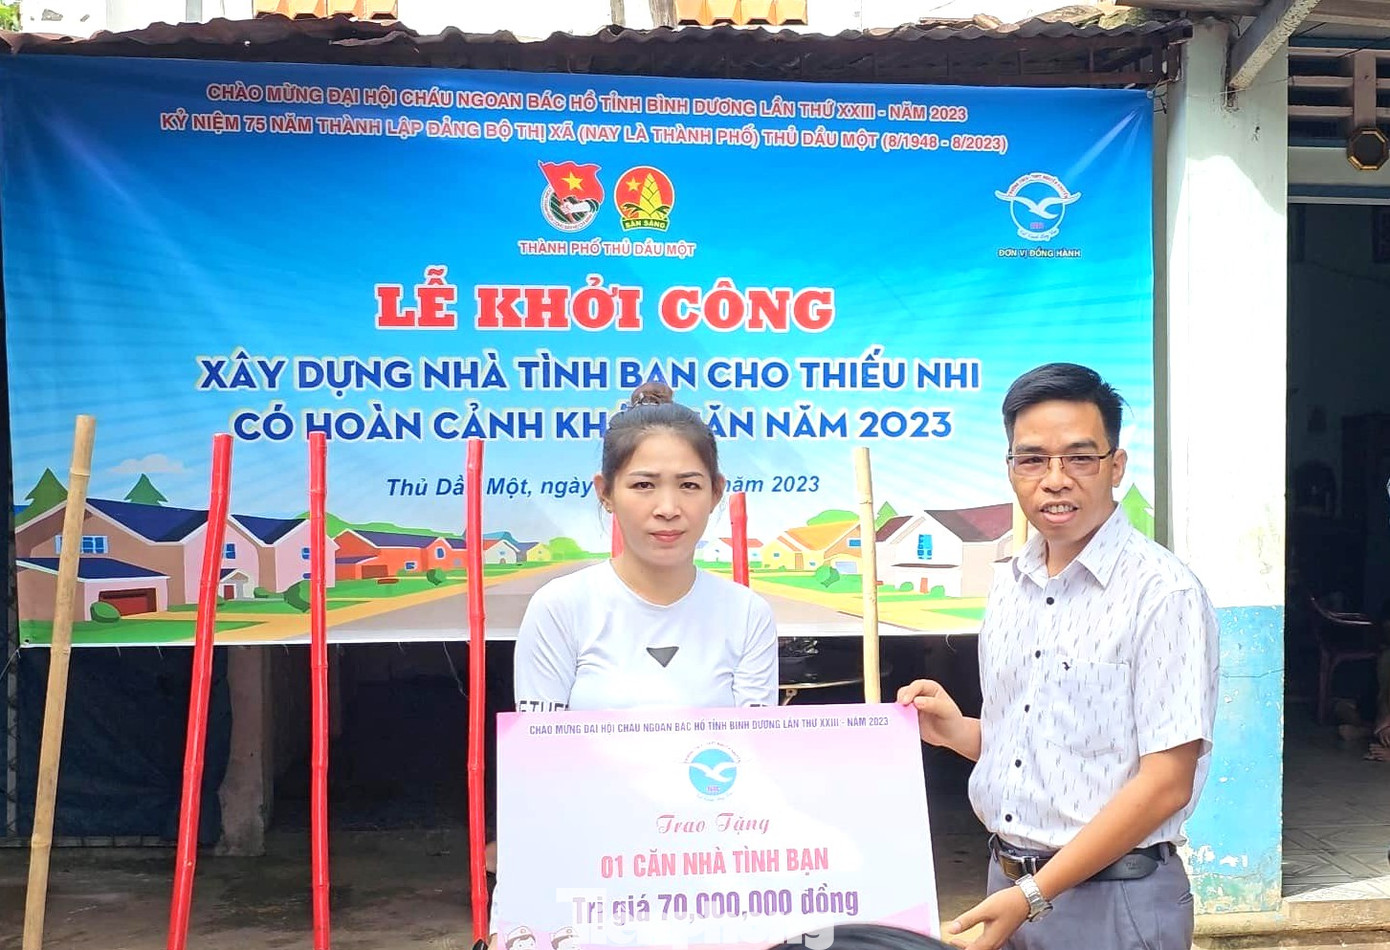 CHÀO MỪNG ĐẠI HỘI CHÁU NGOAN BÁC HỒ TỈNH BÌNH DƯƠNG LẦN THỨ XXIII - NĂM 2023
KỶ NIỆM 75 NĂM THÀNH LẬP ĐẢNG BỘ THỊ XÃ (NAY LÀ THÀNH PHỐ) THỦ DẦU MỘT (8/1948 - 8/2023)
SẴN SÀNG
THÀNH PHỐ THỦ DẦU MỘT
ĐƠN VỊ ĐỒNG HÀNH
LỄ KHỞI CÔNG
XÂY DỰNG NHÀ TÌNH BẠN CHO THIẾU NHI
CÓ HOÀN CẢNH KHĂN NĂM 2023
Thủ Dầu Một, ngày năm 2023
CHÀO MỪNG ĐẠI HỘI CHÁU NGOAN BÁC HỒ TỈNH BÌNH DƯƠNG LẦN THỨ XXIII - NĂM 2023
Trao Tặng
01 CĂN NHÀ TÌNH BẠN
Trị giá 70,000,000 đồng
Tiền phong